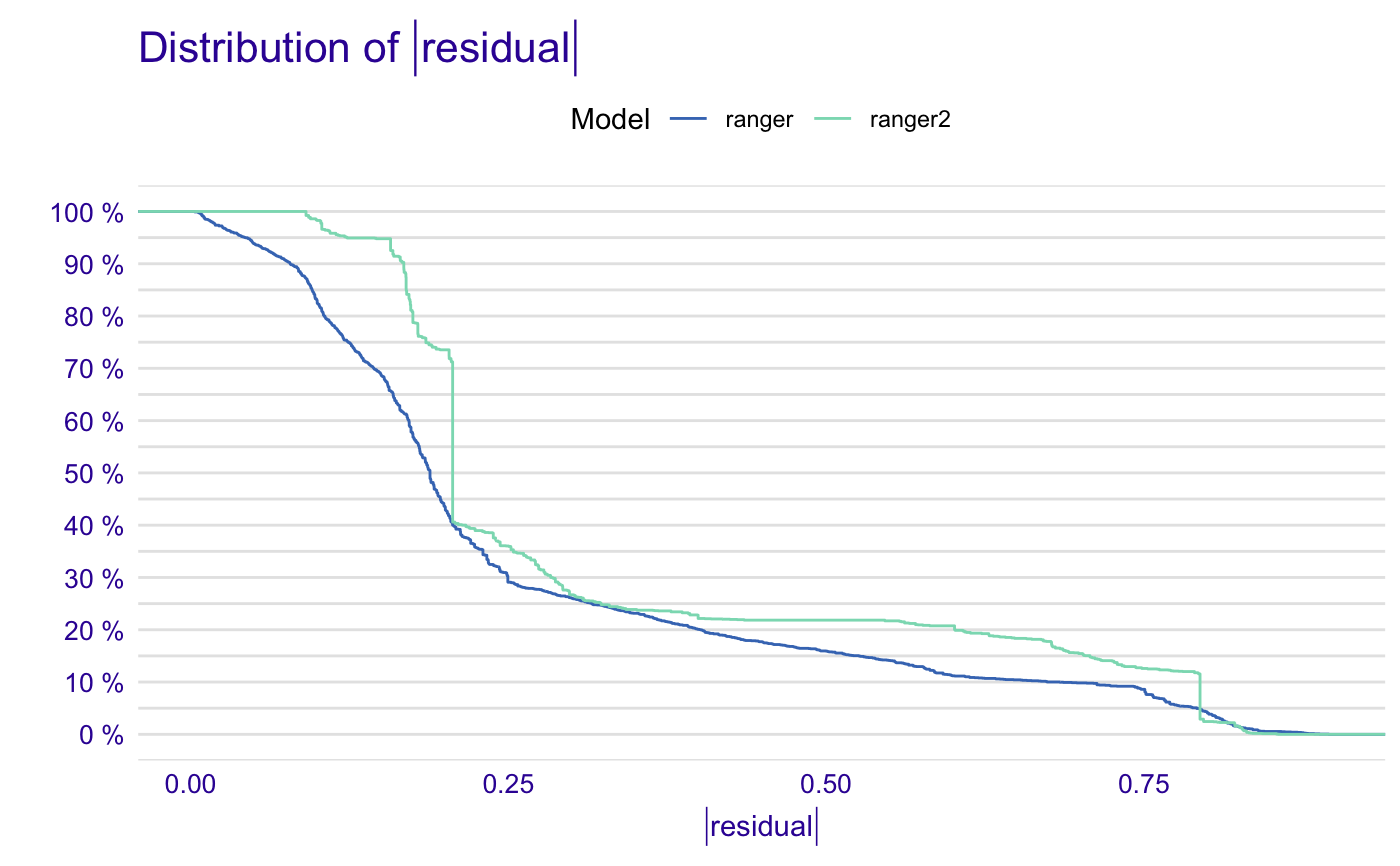 Distribution of |residual|
Model ranger ranger2
100 %
90 %
80 %
70 %
60 %
50 %
40 %
30 %
20 %
10 %
0 %
0.00 0.25 0.50 0.75
|residual|